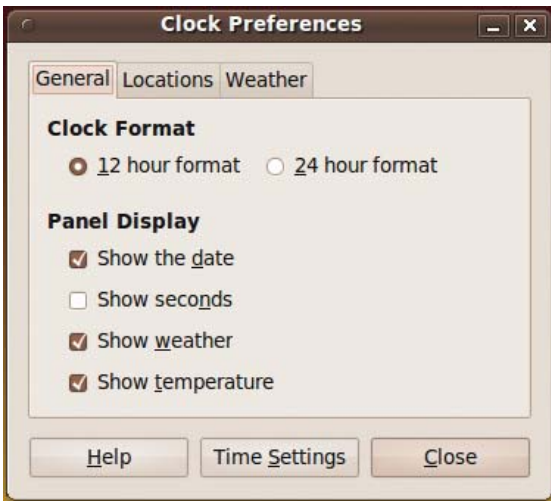 Clock Preferences
General Locations Weather
Clock Format
12 hour format 24 hour format
Panel Display
Show the date
Show seconds
Show weather
Show temperature
Help Time Settings Close